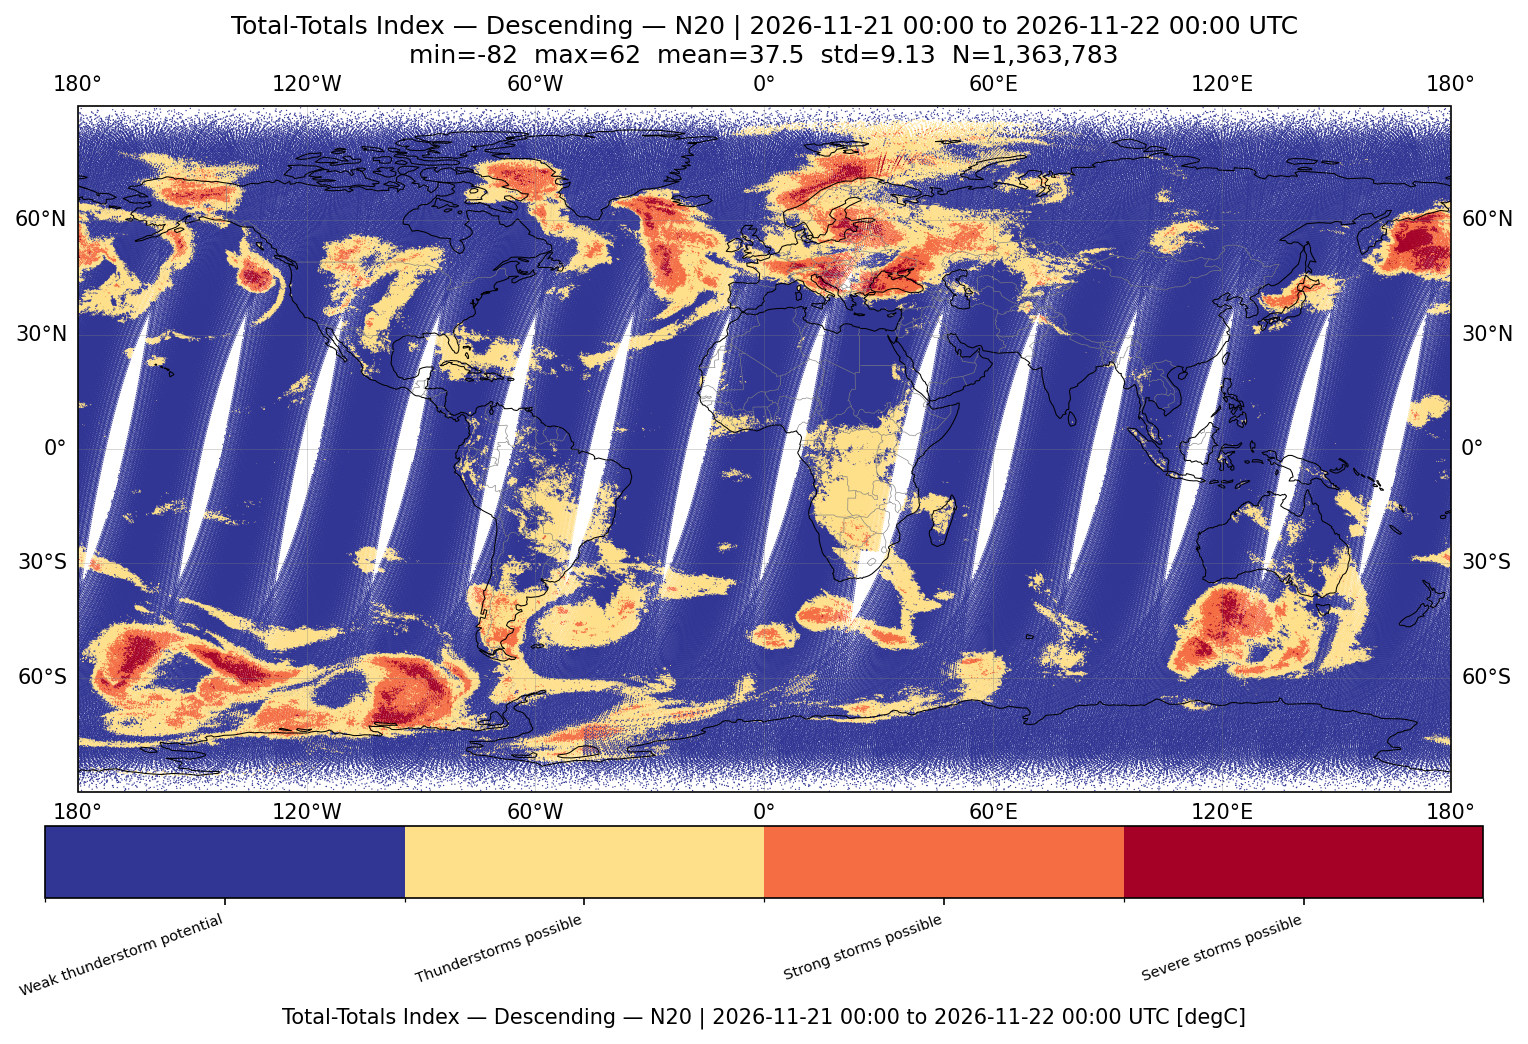 Total-Totals Index — Descending — N20 | 2026-11-21 00:00 to 2026-11-22 00:00 UTC
min=-82  max=62  mean=37.5  std=9.13  N=1,363,783
180° 120°W 60°W 0° 60°E 120°E 180°
60°N 60°N
30°N 30°N
0° 0°
30°S 30°S
60°S 60°S
180° 120°W 60°W 0° 60°E 120°E 180°
Weak thunderstorm potential
Thunderstorms possible
Strong storms possible
Severe storms possible
Total-Totals Index — Descending — N20 | 2026-11-21 00:00 to 2026-11-22 00:00 UTC [degC]